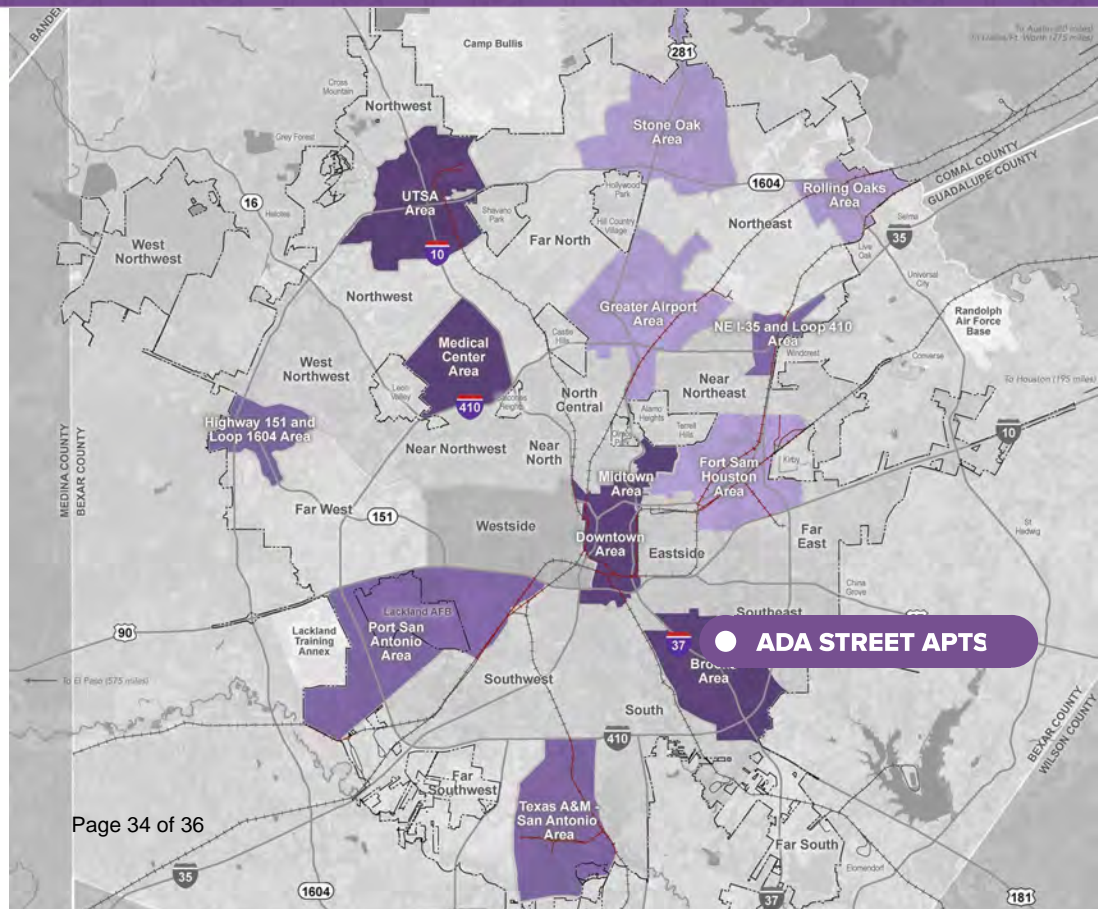 BANDE
Camp Bullis
281
To Austin (80 miles)
To Dallas/Ft. Worth (275 miles)
Cross
Mountain
Northwest
Grey Forest
Stone Oak
Area
COMAL COUNTY
GUADALUPE COUNTY
UTSA
Area
Hollywood
Park
1604
Rolling Oaks
Area
16
Helotes
Shavano
Park
Hill Country
Village
Selma
Northeast
35
West
Northwest
10
Far North
Live
Oak
Universal
City
Northwest
Greater Airport
Area
NE I-35 and Loop 410
Area
Randolph
Air Force
Base
Medical
Center
Area
Castle
Hills
Windcrest
Converse
West
Northwest
Leon
Valley
410
Balcones
Heights
North
Central
Near
Northeast
To Houston (195 miles)
Highway 151 and
Loop 1604 Area
Alamo
Heights
Terrell
Hills
Olmos
Park
10
Near Northwest
Near
North
Midtown
Area
Fort Sam
Houston
Area
Kirby
MEDINA COUNTY
BEXAR COUNTY
Far West
151
Westside
Downtown
Area
Eastside
Far
East
St
Hedwig
Lackland AFB
China
Grove
90
Lackland
Training
Annex
Port San
Antonio
Area
Southeast
37
ADA STREET APTS
Brooks
Area
To El Paso (575 miles)
Southwest
South
410
BEXAR COUNTY
WILSON COUNTY
Far
Southwest
Texas A&M -
San Antonio
Area
Page 34 of 36
Far South
Elmendorf
35
1604
37
181